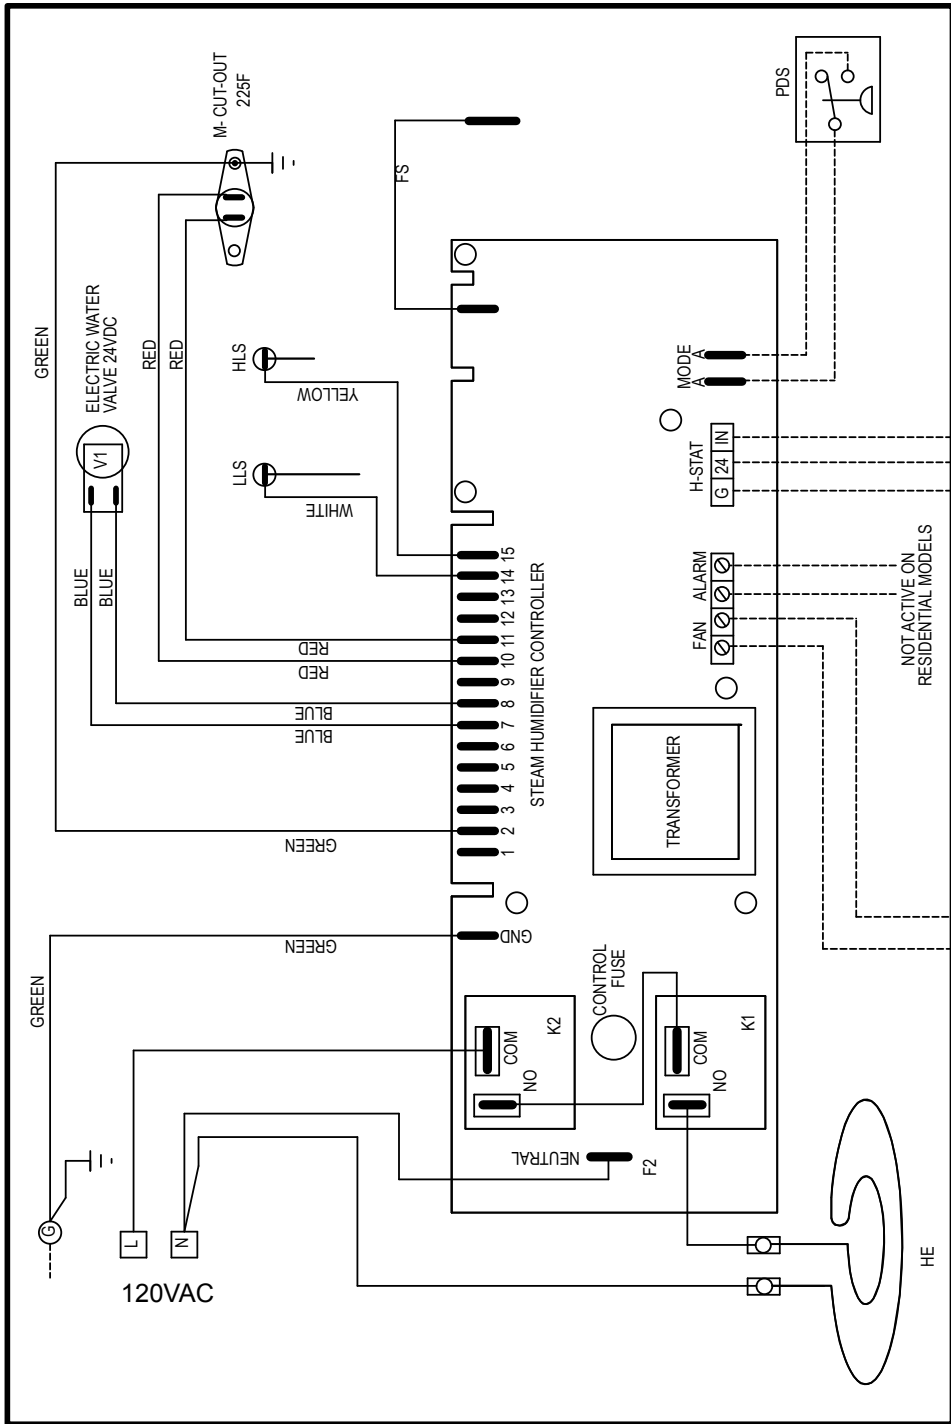 M- CUT-OUT
225F
PDS
GREEN
ELECTRIC WATER
VALVE 24VDC
V1
RED
RED
FS
HLS
YELLOW
LLS
WHITE
BLUE
BLUE
MODE
A
A
H-STAT
G 24 IN
1 2 3 4 5 6 7 8 9 10 11 12 13 14 15
STEAM HUMIDIFIER CONTROLLER
RED
RED
BLUE
BLUE
GREEN
FAN ALARM
NOT ACTIVE ON
RESIDENTIAL MODELS
TRANSFORMER
GREEN
GREEN
GND
CONTROL
FUSE
K2
COM
NO
K1
COM
NO
NEUTRAL
F2
G
L
N
120VAC
HE